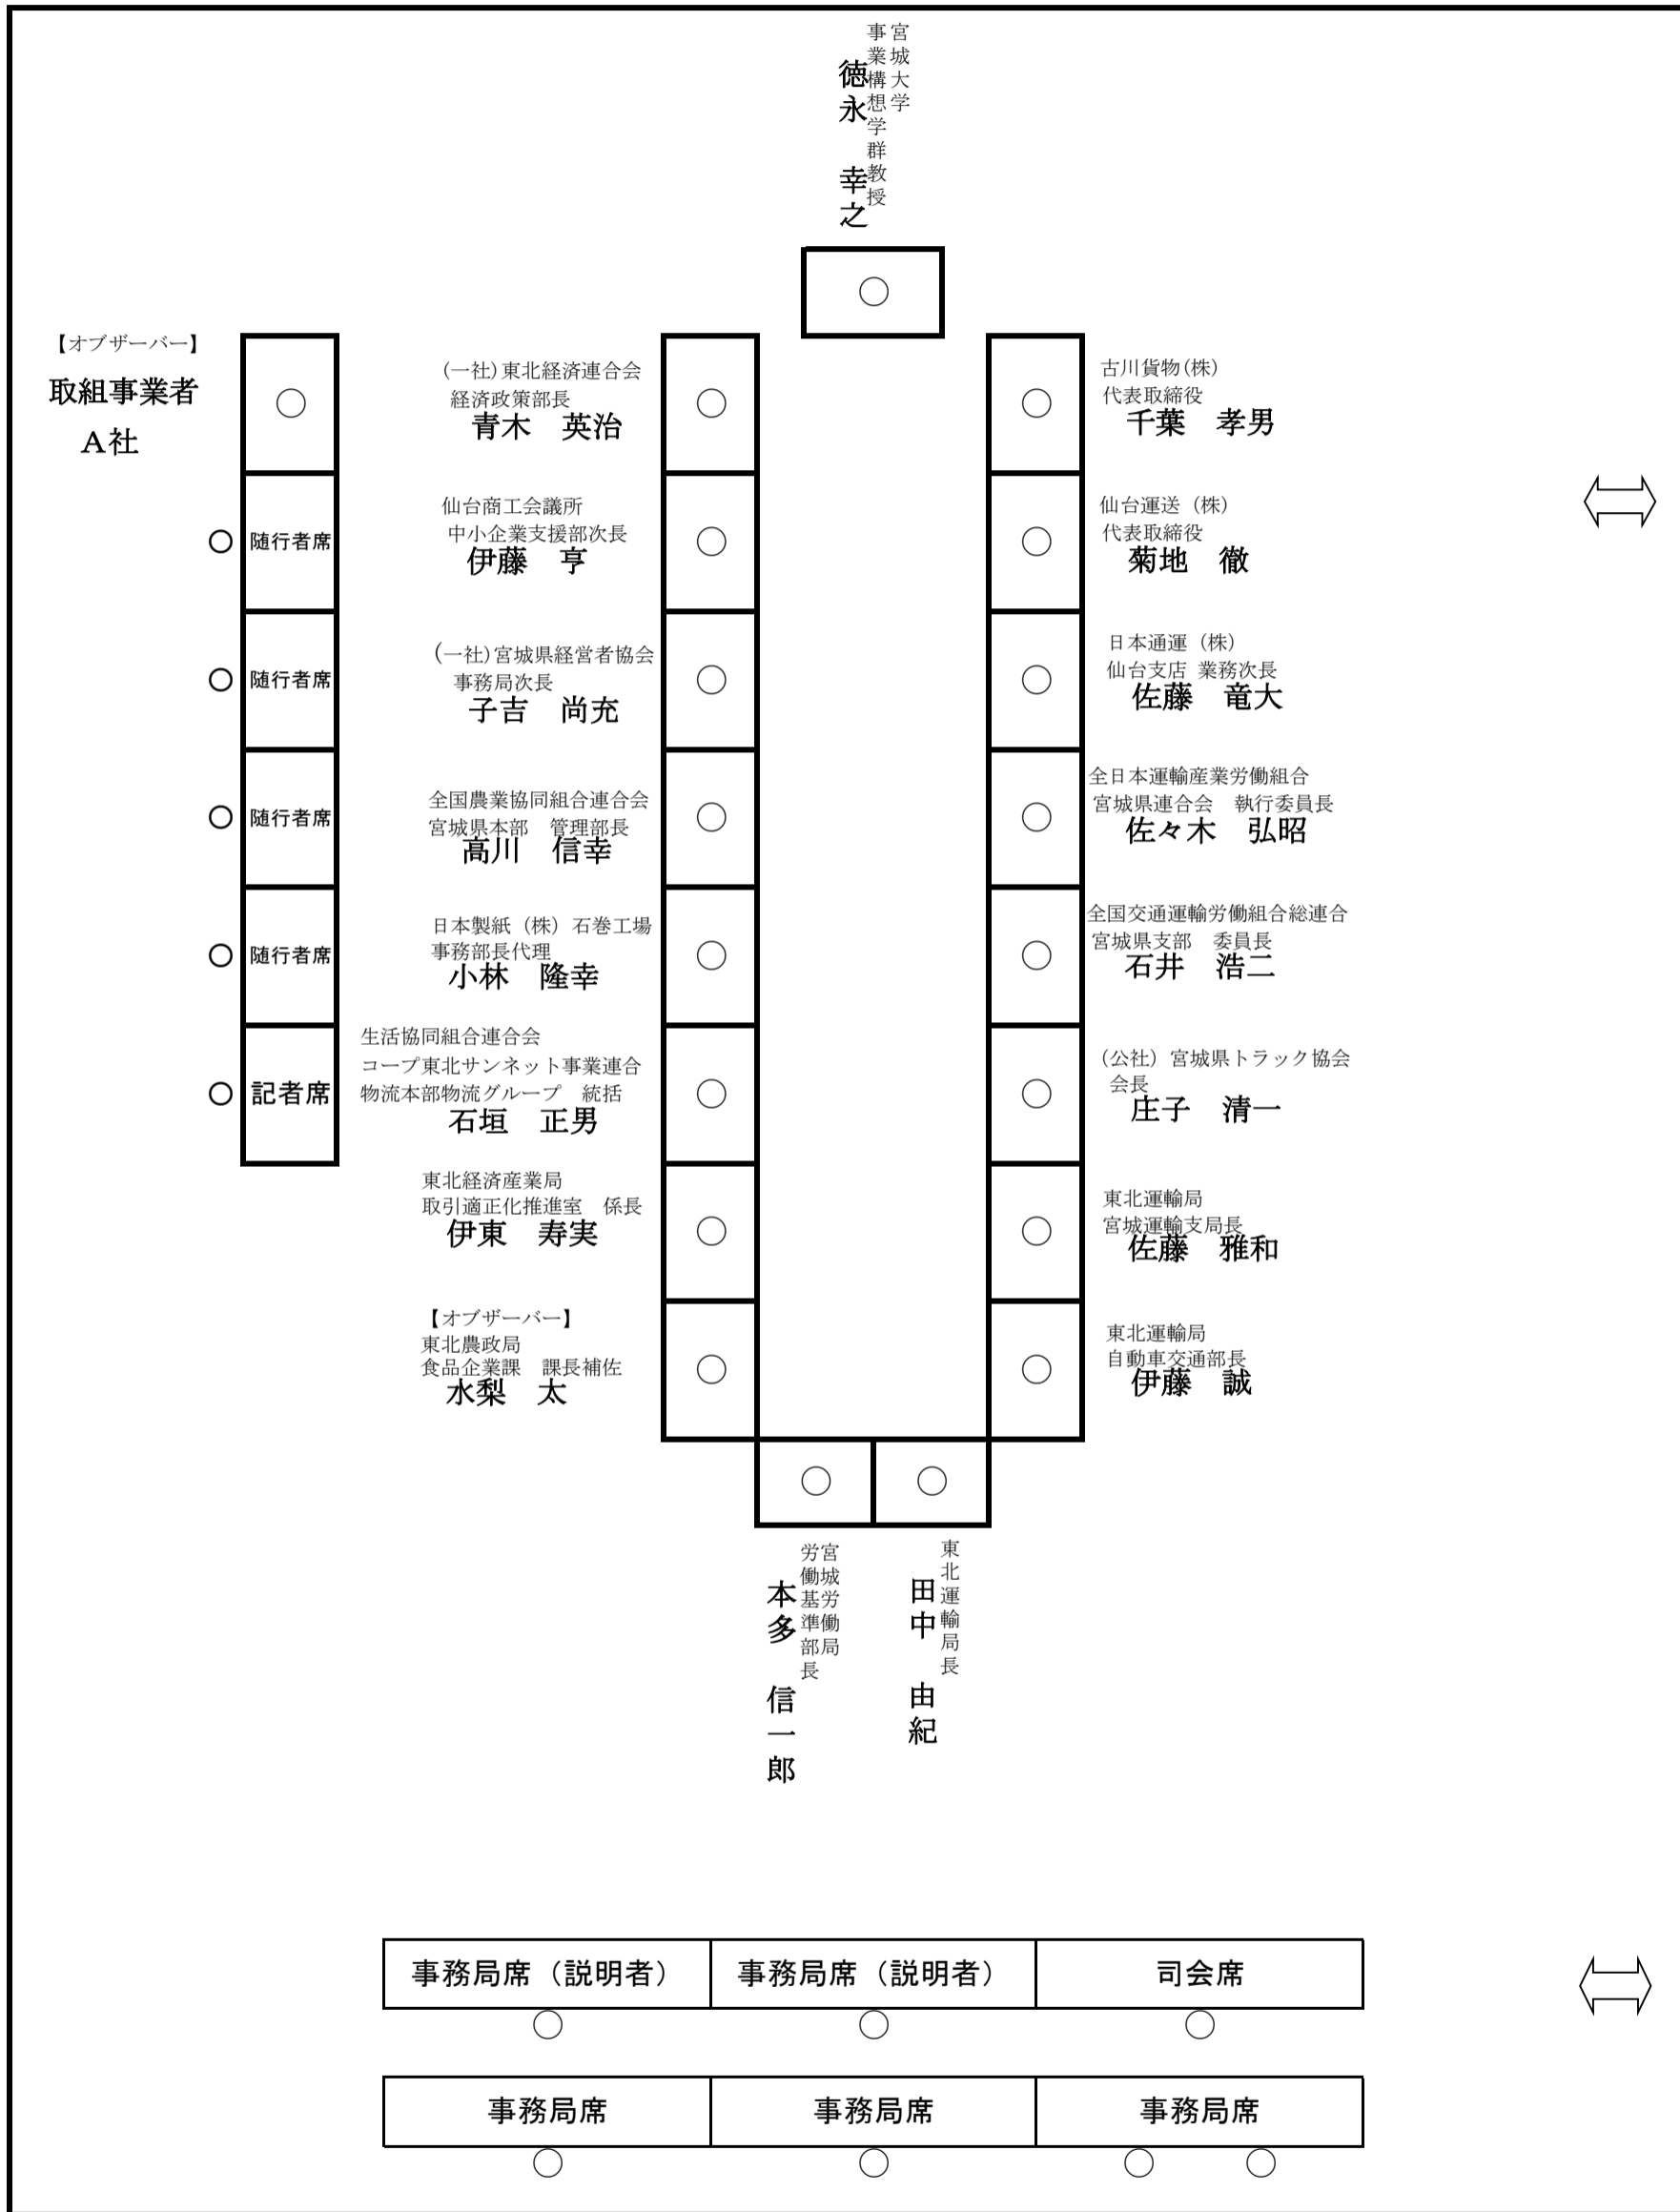 宮城大学
事業構想学群教授
徳永　幸之
【オブザーバー】
取組事業者
Ａ社
随行者席
随行者席
随行者席
随行者席
記者席
(一社)東北経済連合会
経済政策部長
青木　英治
仙台商工会議所
中小企業支援部次長
伊藤　亨
(一社)宮城県経営者協会
事務局次長
子吉　尚充
全国農業協同組合連合会
宮城県本部　管理部長
髙川　信幸
日本製紙（株）石巻工場
事務部長代理
小林　隆幸
生活協同組合連合会
コープ東北サンネット事業連合
物流本部物流グループ　統括
石垣　正男
東北経済産業局
取引適正化推進室　係長
伊東　寿実
【オブザーバー】
東北農政局
食品企業課　課長補佐
水梨　太
古川貨物(株)
代表取締役
千葉　孝男
仙台運送（株）
代表取締役
菊地　徹
日本通運（株）
仙台支店 業務次長
佐藤　竜大
全日本運輸産業労働組合
宮城県連合会　執行委員長
佐々木　弘昭
全国交通運輸労働組合総連合
宮城県支部　委員長
石井　浩二
（公社）宮城県トラック協会
会長
庄子　清一
東北運輸局
宮城運輸支局長
佐藤　雅和
東北運輸局
自動車交通部長
伊藤　誠
東北運輸局長
田中　由紀
宮城労働局
労働基準部長
本多　信一郎
事務局席（説明者）
事務局席（説明者）
司会席
事務局席
事務局席
事務局席